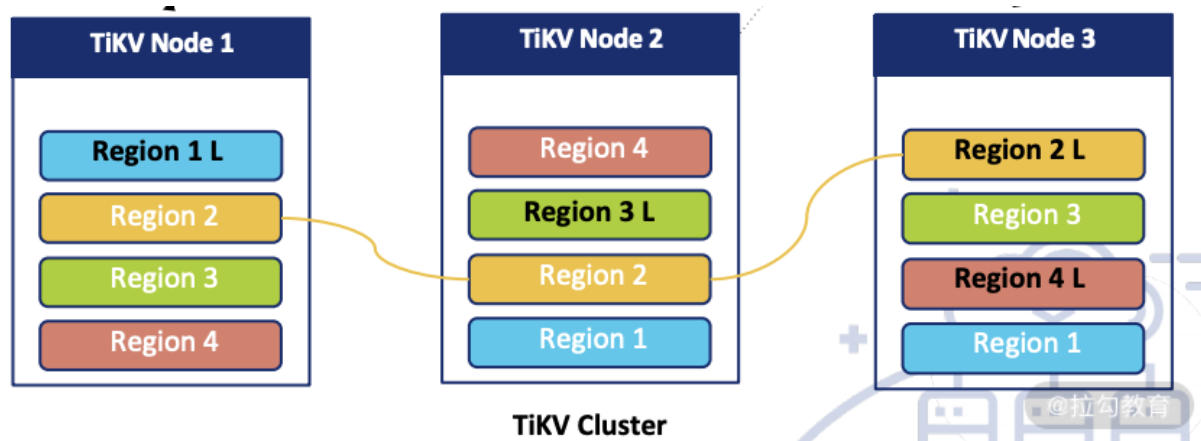 TiKV Node 1
Region 1 L
Region 2
Region 3
Region 4
TiKV Node 2
Region 4
Region 3 L
Region 2
Region 1
TiKV Node 3
Region 2 L
Region 3
Region 4 L
Region 1
TiKV Cluster
@拉勾教育